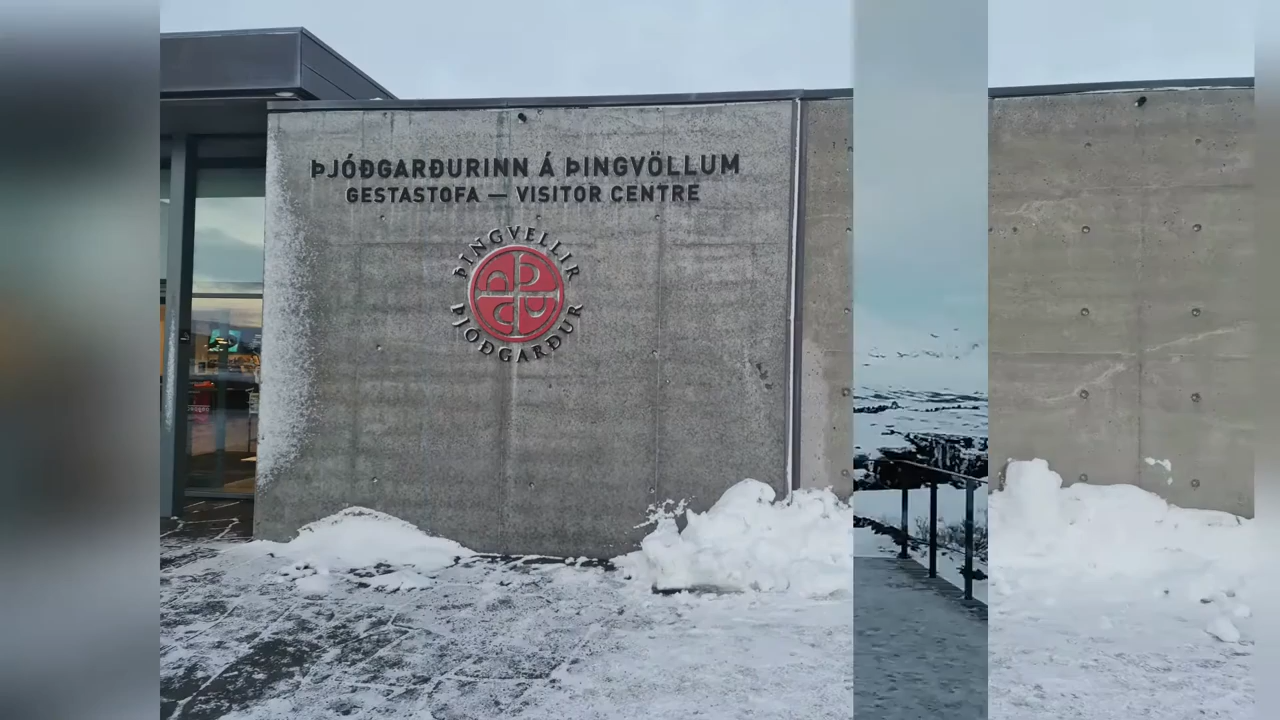 ÞJÓÐGARÐURINN Á ÞINGVÖLLUM
GESTASTOFA — VISITOR CENTRE
ÞINGVELLIR
ÞJÓÐGARÐUR